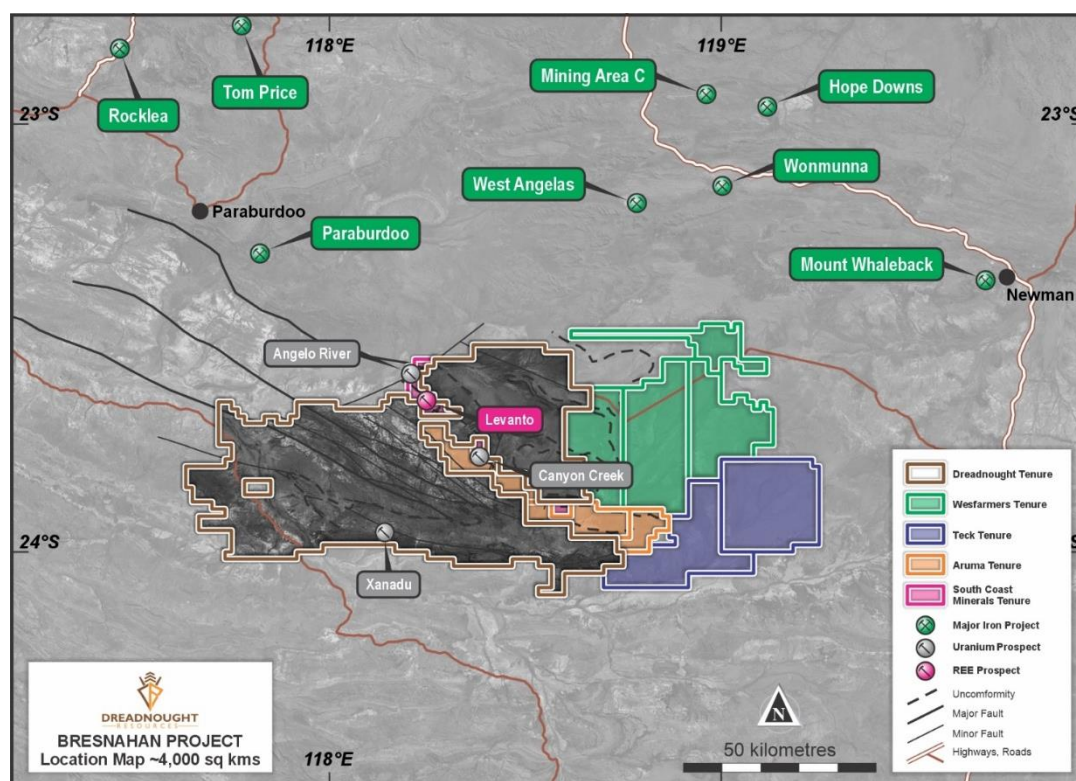 118°E
119°E
Tom Price
Rocklea
Mining Area C
Hope Downs
23°S
23°S
Wonmunna
West Angelas
Paraburdoo
Paraburdoo
Mount Whaleback
Newman
Angelo River
Levanto
Canyon Creek
Xanadu
24°S
Dreadnought Tenure
Wesfarmers Tenure
Teck Tenure
Aruma Tenure
South Coast
Minerals Tenure
Major Iron Project
Uranium Prospect
REE Prospect
Uncomformity
Major Fault
Minor Fault
Highways, Roads
DREADNOUGHT
RESOURCES
BRESNAHAN PROJECT
Location Map ~4,000 sq kms
118°E
N
50 kilometres